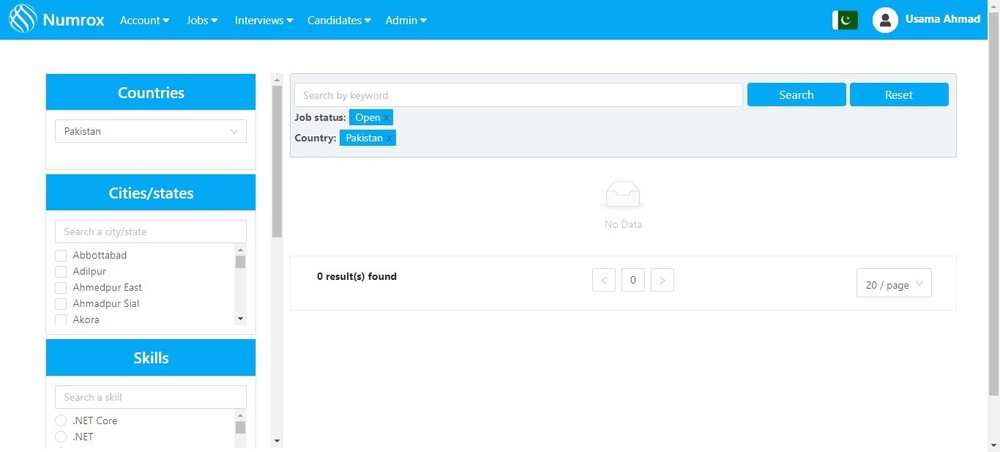 Numrox
Account Jobs Interviews Candidates Admin
Usama Ahmad
Countries
Pakistan
Cities/states
Search a city/state
Abbottabad
Adilpur
Ahmedpur East
Ahmadpur Sial
Akora
Skills
Search a skill
.NET Core
.NET
Search by keyword
Search
Reset
Job status: Open ×
Country: Pakistan ×
No Data
0 result(s) found
< 0 >
20 / page